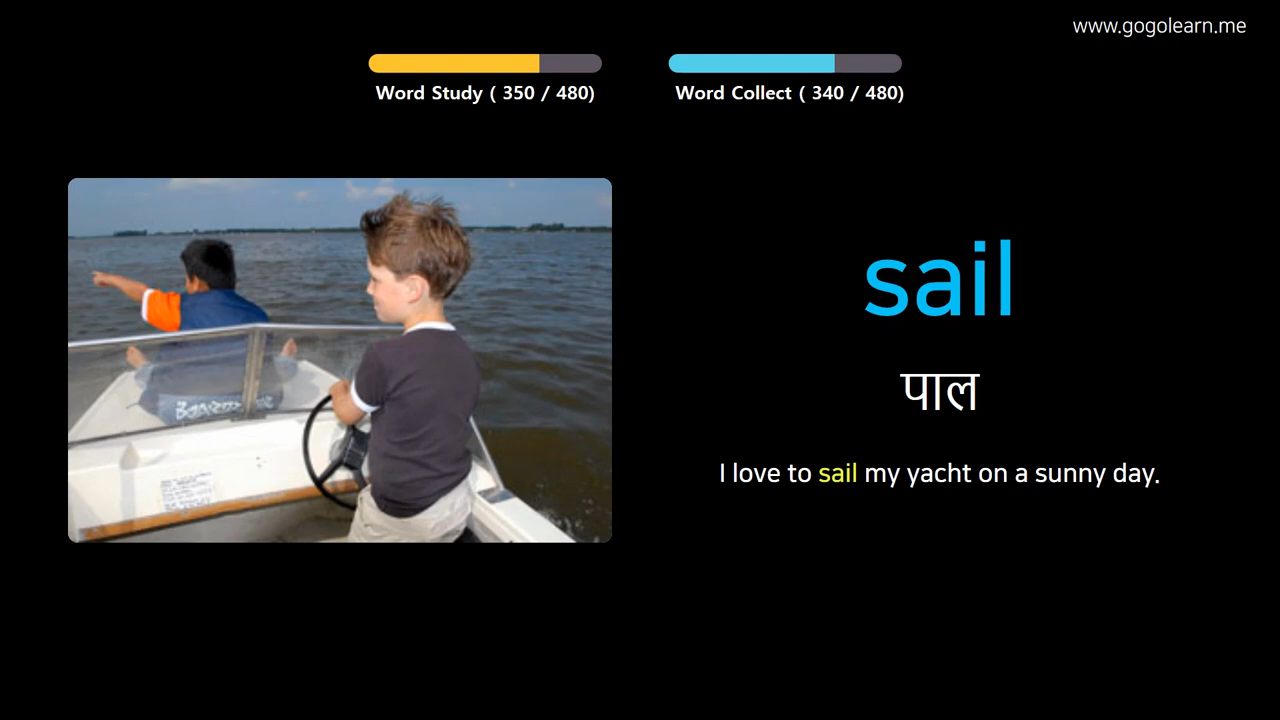 www.gogolearn.me
Word Study ( 350 / 480)
Word Collect ( 340 / 480)
sail
पाल
I love to sail my yacht on a sunny day.